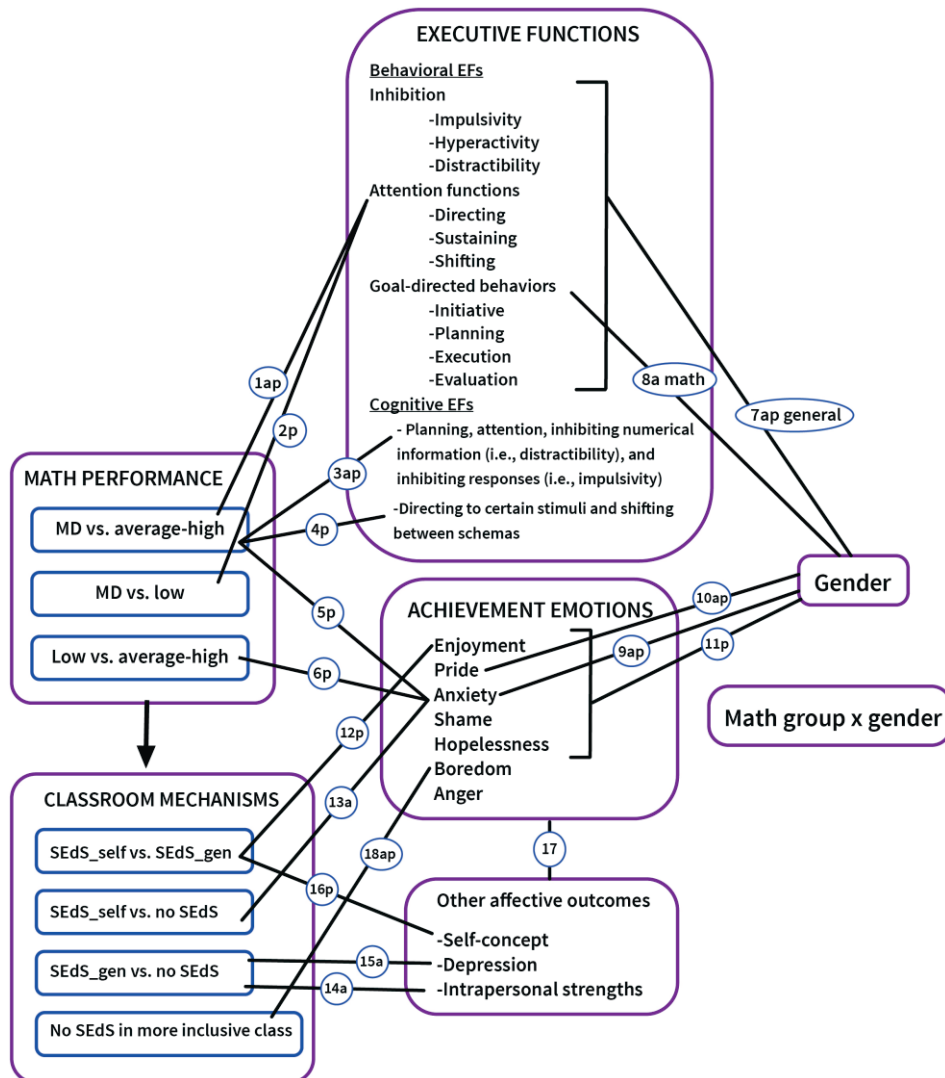 EXECUTIVE FUNCTIONS
Behavioral EFs
Inhibition
-Impulsivity
-Hyperactivity
-Distractibility
Attention functions
-Directing
-Sustaining
-Shifting
Goal-directed behaviors
-Initiative
-Planning
-Execution
-Evaluation
Cognitive EFs
- Planning, attention, inhibiting numerical
information (i.e., distractibility), and
inhibiting responses (i.e., impulsivity)
-Directing to certain stimuli and shifting
between schemas
1ap
2p
3ap
4p
5p
6p
8a math
7ap general
MATH PERFORMANCE
MD vs. average-high
MD vs. low
Low vs. average-high
Gender
10ap
9ap
11p
ACHIEVEMENT EMOTIONS
Enjoyment
Pride
Anxiety
Shame
Hopelessness
Boredom
Anger
Math group x gender
12p
13a
18ap
16p
17
15a
14a
CLASSROOM MECHANISMS
SEdS_self vs. SEdS_gen
SEdS_self vs. no SEdS
SEdS_gen vs. no SEdS
No SEdS in more inclusive class
Other affective outcomes
-Self-concept
-Depression
-Intrapersonal strengths